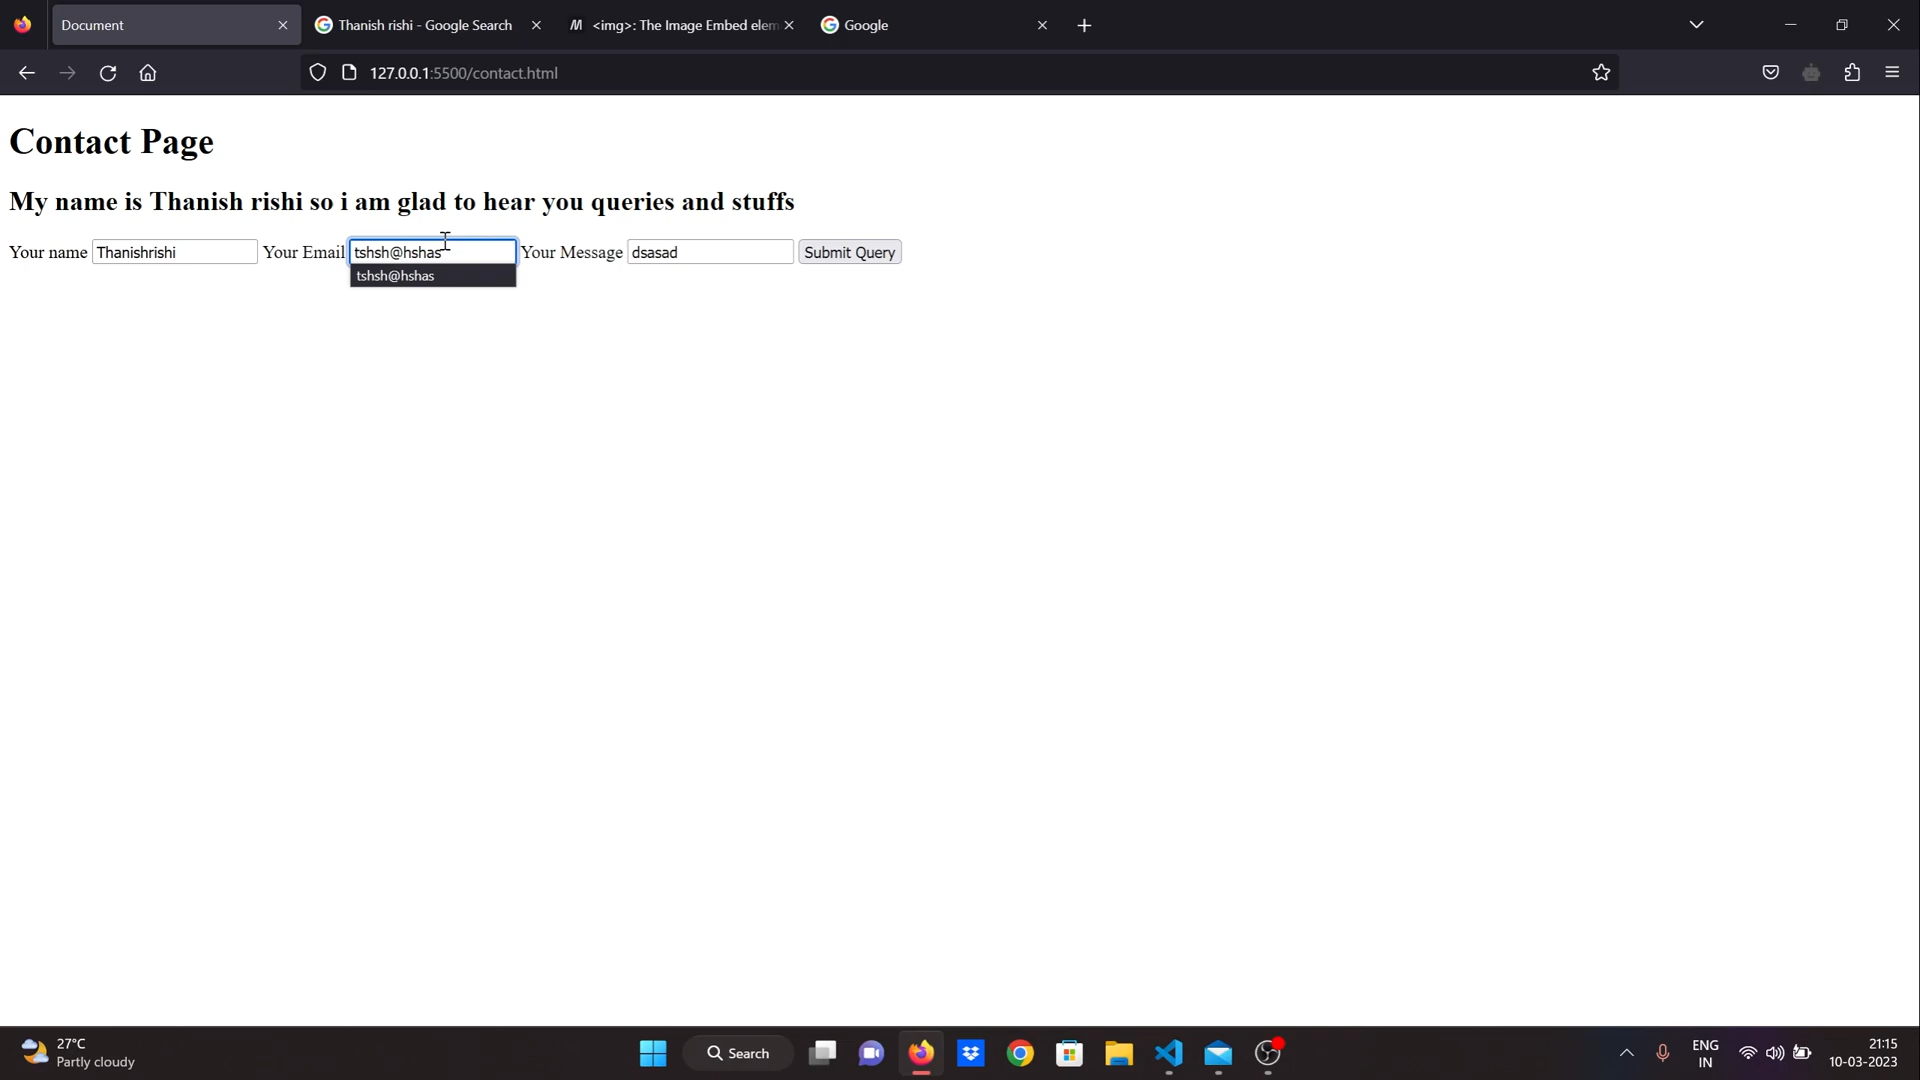 Document
Thanish rishi - Google Search
<img>: The Image Embed elem
Google
127.0.0.1:5500/contact.html
Contact Page
My name is Thanish rishi so i am glad to hear you queries and stuffs
Your name Thanishrishi Your Email tshsh@hshas Your Message dsasad Submit Query
tshsh@hshas
27°C
Partly cloudy
Search
ENG
IN
21:15
10-03-2023